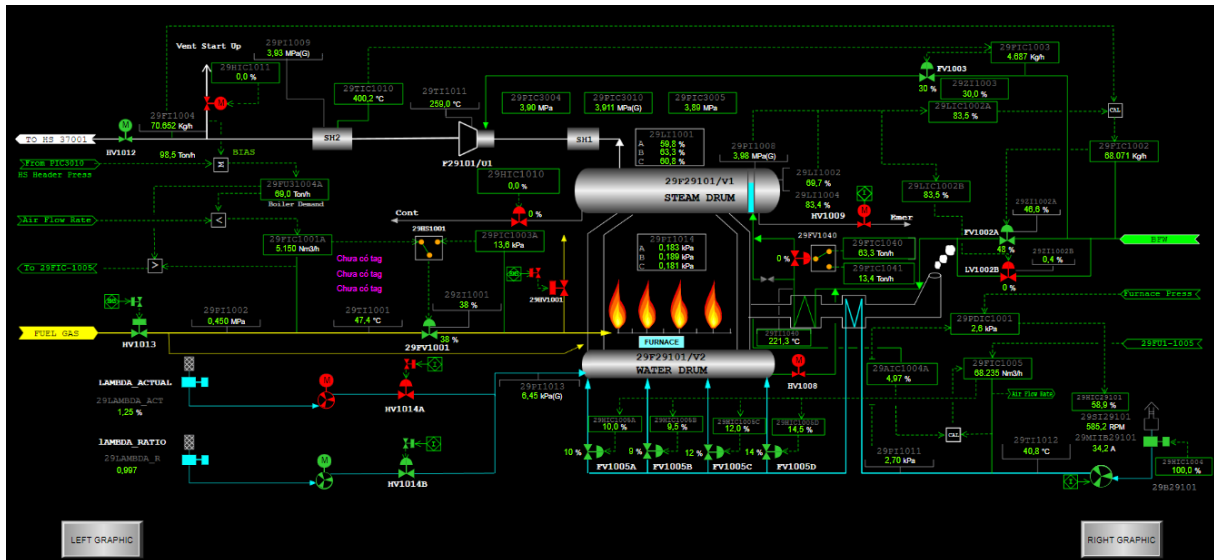 29PI1009
3,93 MPa(G)
Vent Start Up
29HIC1011
0,0 %
29TIC1010
400,2 °C
29TI1011
259,0 °C
29PIC3004
3,90 MPa
29PIC3010
3,911 MPa(G)
29PIC3005
3,89 MPa
FV1003
30 %
29FIC1003
4.687 Kg/h
29ZI1003
30,0 %
29LIC1002A
83,5 %
CAL
29FI1004
70.652 Kg/h
M
TO HS 37001
HV1012
98,5 Ton/h
BIAS
SH2
F29101/U1
SH1
29LI1001
A 59,8 %
B 63,3 %
C 60,8 %
29PI1008
3,98 MPa(G)
29FIC1002
68.071 Kg/h
From PIC3010
HS Header Press
Σ
29FU31004A
69,0 Ton/h
Boiler Demand
29HIC1010
0,0 %
0 %
Cont
29F29101/V1
STEAM DRUM
29LI1002
69,7 %
29LI1004
83,4 %
29LIC1002B
83,5 %
HV1009
M
I
Emer
29ZI1002A
46,6 %
FV1002A
48 %
BFW
Air Flow Rate
<
29FIC1001A
5.150 Nm3/h
29HS1001
29PIC1003A
13,6 kPa
29PI1014
A 0,183 kPa
B 0,189 kPa
C 0,181 kPa
29FV1040
0 %
29FIC1040
63,3 Ton/h
29FIC1041
13,4 Ton/h
29ZI1002B
0,4 %
LV1002B
0 %
To 29FIC-1005
>
Chưa có tag
Chưa có tag
Chưa có tag
29HV1001
29PI1002
0,450 MPa
29TI1001
47,4 °C
29ZI1001
38 %
Furnace Press
FUEL GAS
HV1013
29FV1001
38 %
FURNACE
29TI1040
221,3 °C
29PDIC1001
2,6 kPa
29F29101/V2
WATER DRUM
HV1008
M
29AIC1004A
4,97 %
29FIC1005
68.235 Nm3/h
29FU1-1005
LAMBDA_ACTUAL
29LAMBDA_ACT
1,25 %
M
HV1014A
I
29PI1013
6,45 kPa(G)
Air Flow Rate
29HIC29101
58,9 %
29SI29101
585,2 RPM
29MIIB29101
34,2 A
H
LAMBDA_RATIO
29LAMBDA_R
0,997
M
HV1014B
I
29HIC1005A
10,0 %
29HIC1005B
9,5 %
29HIC1005C
12,0 %
29HIC1005D
14,5 %
CAL
10 %
FV1005A
9 %
FV1005B
12 %
FV1005C
14 %
FV1005D
29PI1011
2,70 kPa
29TI1012
40,8 °C
I
29HIC1004
100,0 %
29B29101
LEFT GRAPHIC
RIGHT GRAPHIC